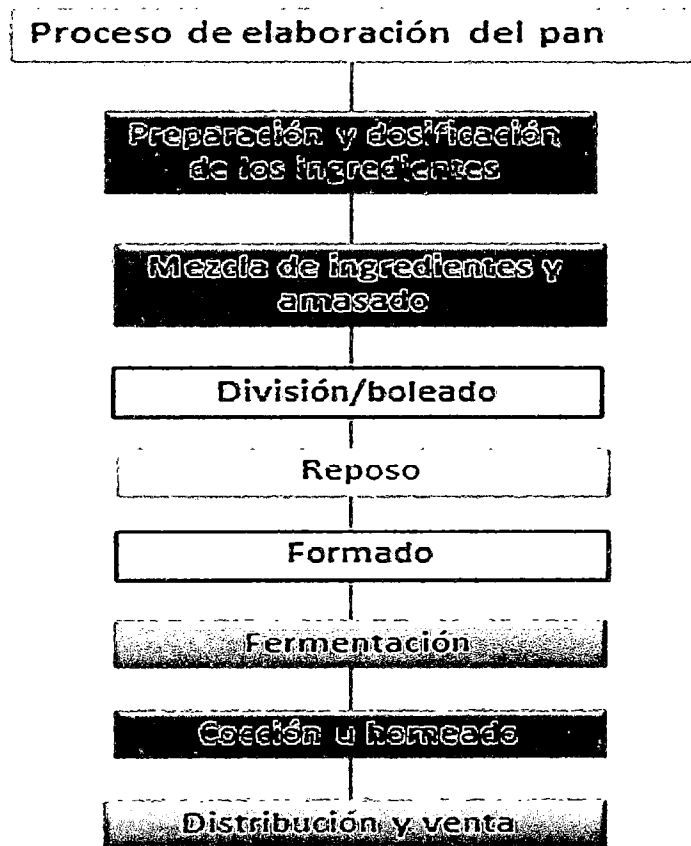 Proceso de elaboración del pan
Preparación y dosificación
de los ingredientes
Mezcla de ingredientes y
amasado
División/boleado
Reposo
Formado
Fermentación
Cocción u horneado
Distribución y venta